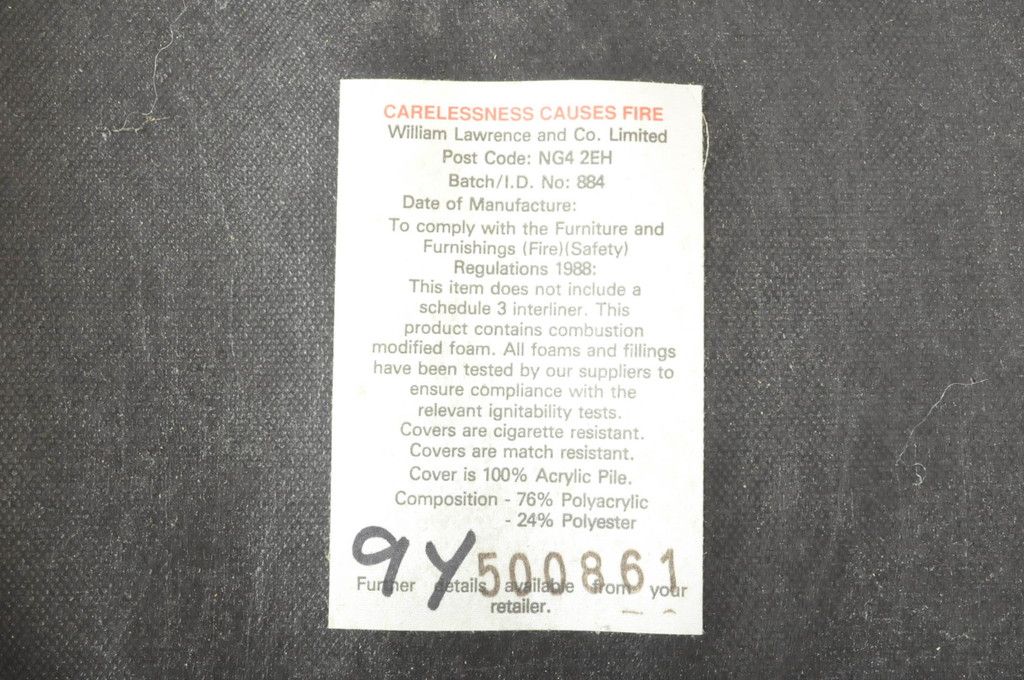 CARELESSNESS CAUSES FIRE
William Lawrence and Co. Limited
Post Code: NG4 2EH
Batch/I.D. No: 884
Date of Manufacture:
To comply with the Furniture and
Furnishings (Fire)(Safety)
Regulations 1988:
This item does not include a
schedule 3 interliner. This
product contains combustion
modified foam. All foams and fillings
have been tested by our suppliers to
ensure compliance with the
relevant ignitability tests.
Covers are cigarette resistant.
Covers are match resistant.
Cover is 100% Acrylic Pile.
Composition - 76% Polyacrylic
- 24% Polyester
9Y 500861
Further details available from your
retailer.